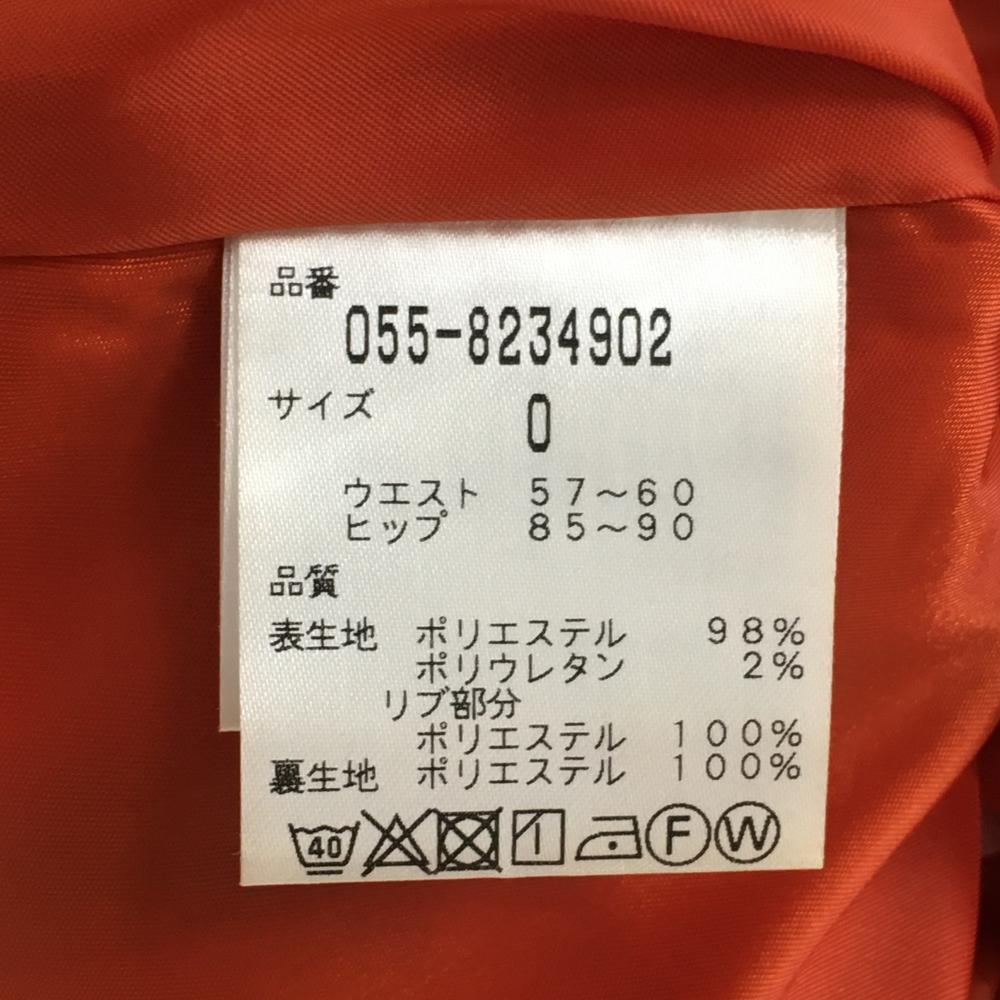 品番
055-8234902
サイズ 0
ウエスト 57～60
ヒップ 85～90
品質
表生地 ポリエステル 98%
ポリウレタン 2%
リブ部分
ポリエステル 100%
裏生地 ポリエステル 100%
40 F W